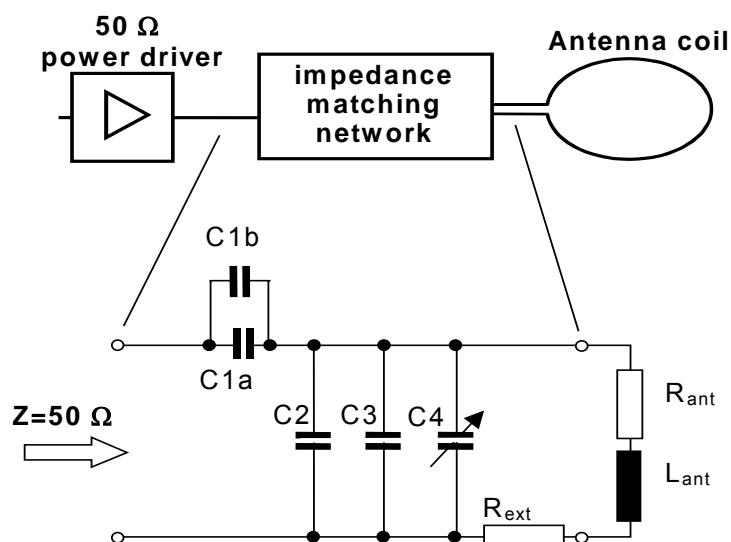 50 Ω
power driver
impedance
matching
network
Antenna coil
C1b
C1a
Z=50 Ω
C2
C3
C4
Rant
Lant
Rext